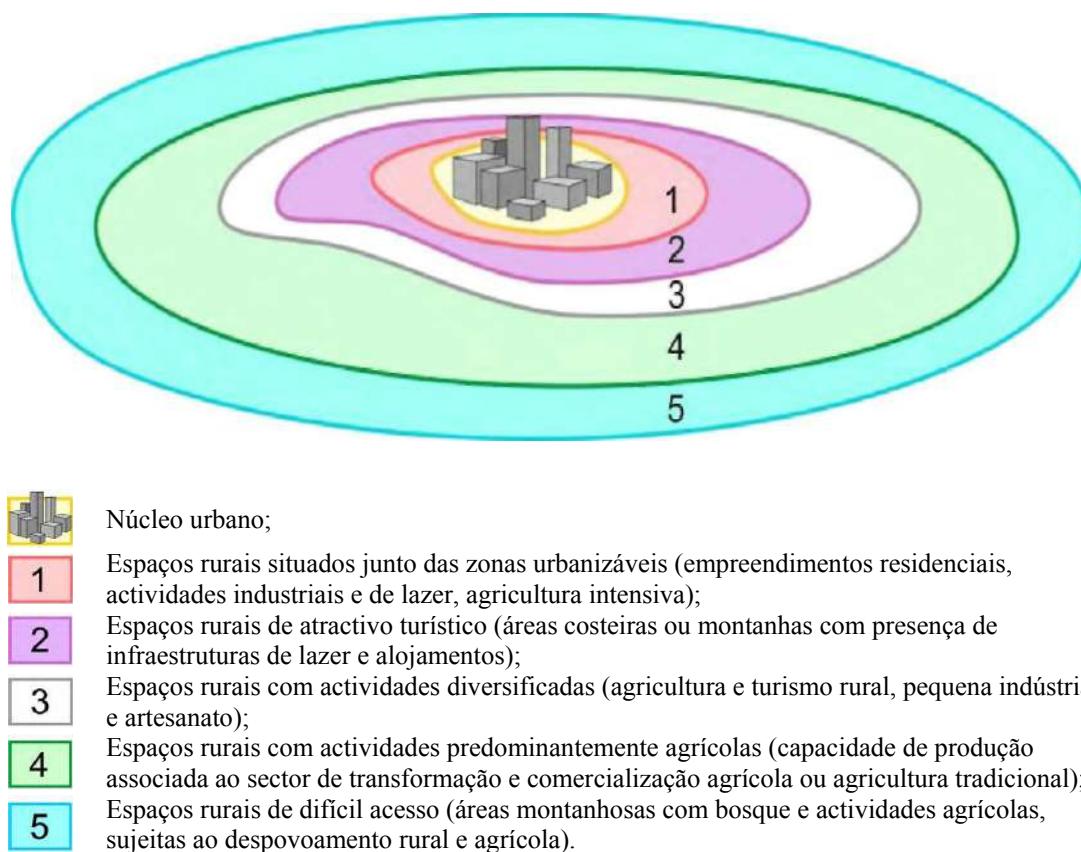 1
2
3
4
5
Núcleo urbano;
1
Espaços rurais situados junto das zonas urbanizáveis (empreendimentos residenciais,
actividades industriais e de lazer, agricultura intensiva);
2
Espaços rurais de atractivo turístico (áreas costeiras ou montanhas com presença de
infraestruturas de lazer e alojamentos);
3
Espaços rurais com actividades diversificadas (agricultura e turismo rural, pequena indústri
e artesanato);
4
Espaços rurais com actividades predominantemente agrícolas (capacidade de produção
associada ao sector de transformação e comercialização agrícola ou agricultura tradicional);
5
Espaços rurais de difícil acesso (áreas montanhosas com bosque e actividades agrícolas,
sujeitas ao despovoamento rural e agrícola).